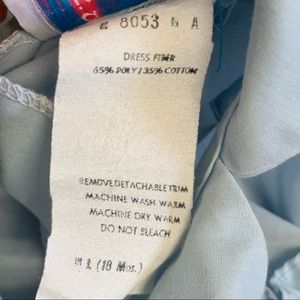 8053 A
DRESS FIBER
65% POLY / 35% COTTON
REMOVE DETACHABLE TRIM
MACHINE WASH WARM
MACHINE DRY WARM
DO NOT BLEACH
(18 Mos.)